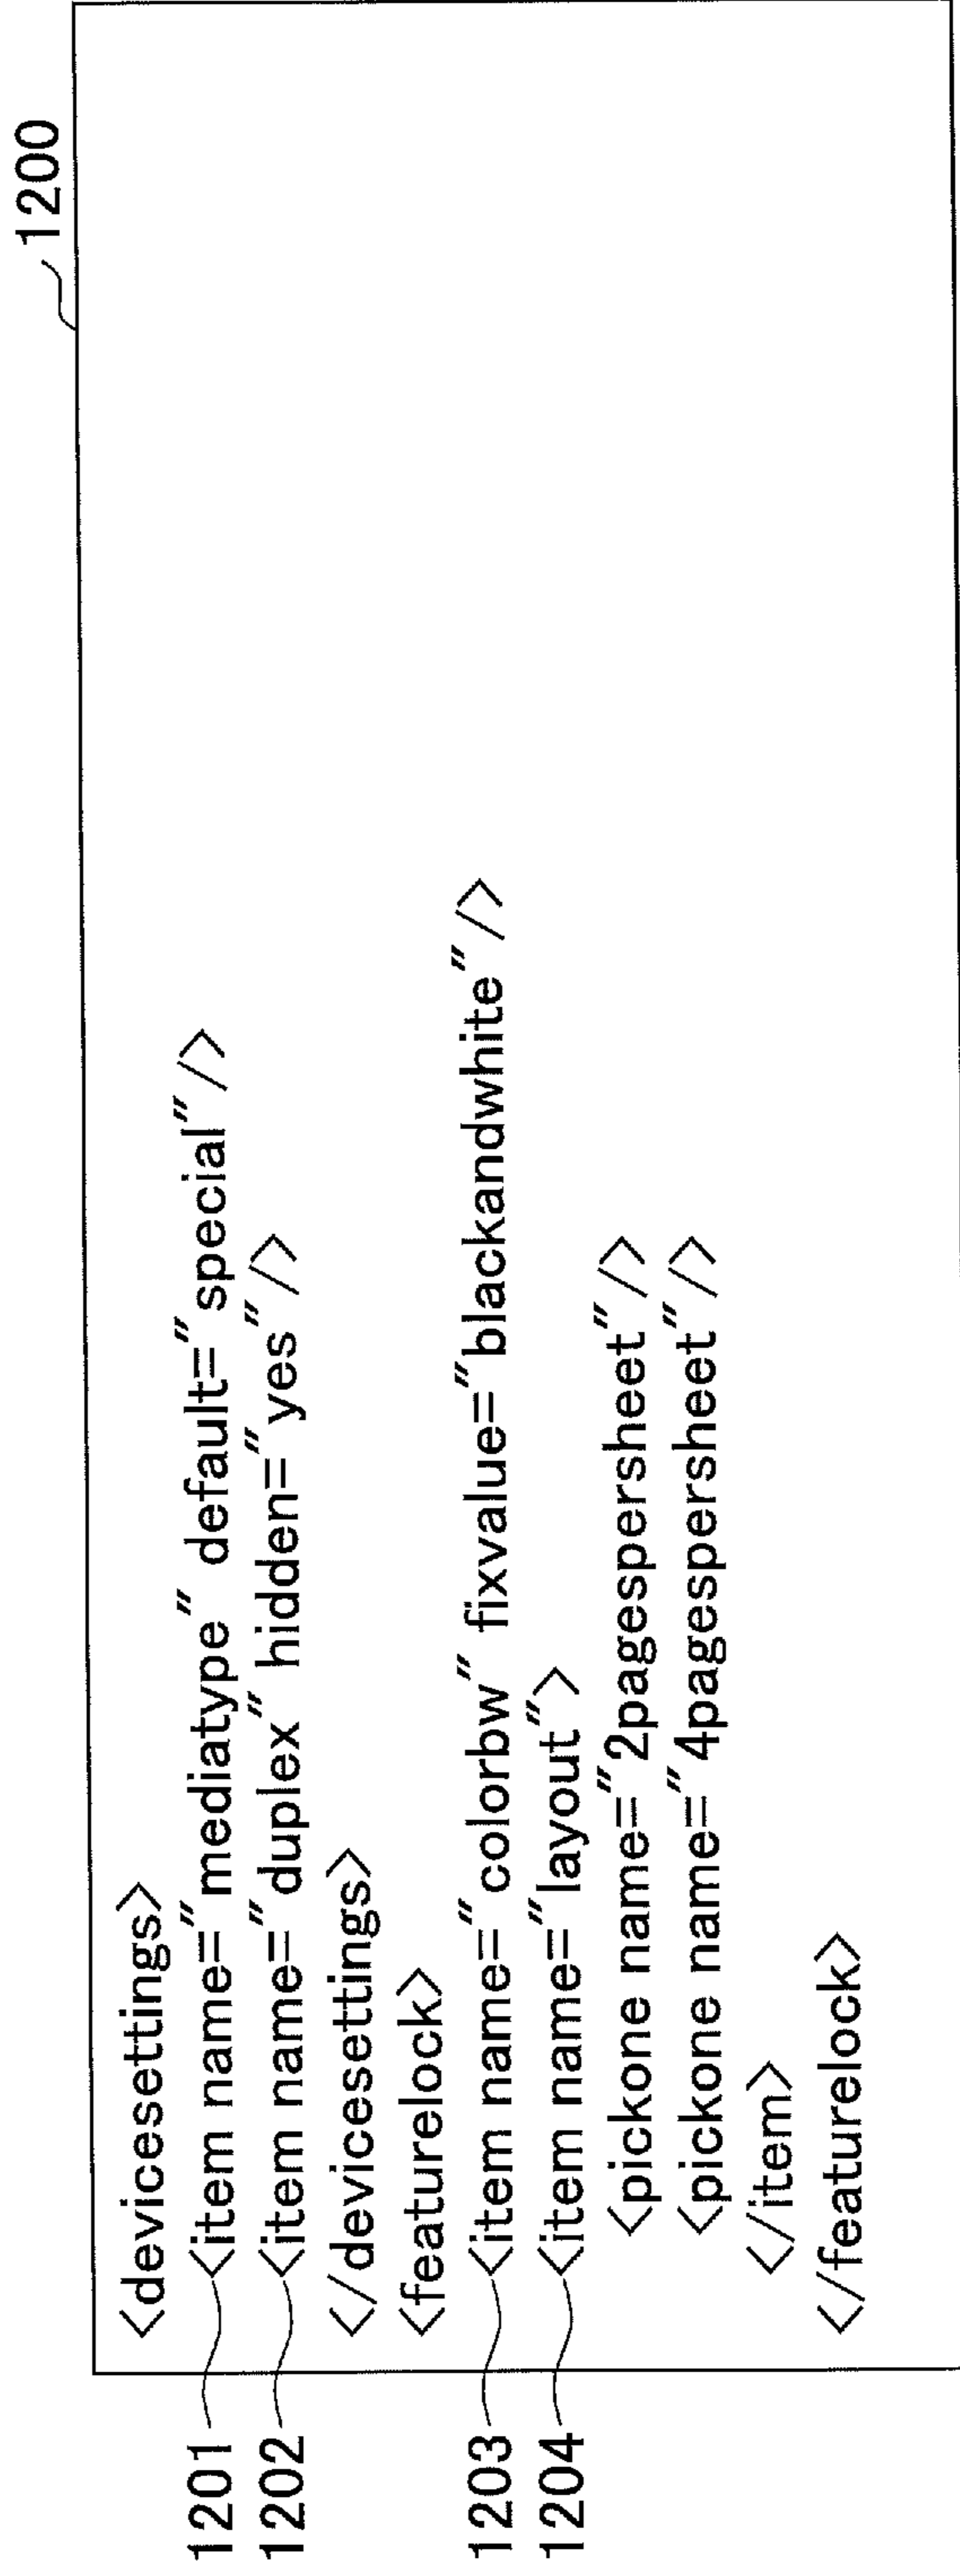 1200
<devicesettings>
1201 <item name="mediatype" default="special"/>
1202 <item name="duplex" hidden="yes"/>
</devicesettings>
<featurelock>
1203 <item name="colorbw" fixvalue="blackandwhite"/>
1204 <item name="layout">
<pickone name="2pagespersheet"/>
<pickone name="4pagespersheet"/>
</item>
</featurelock>